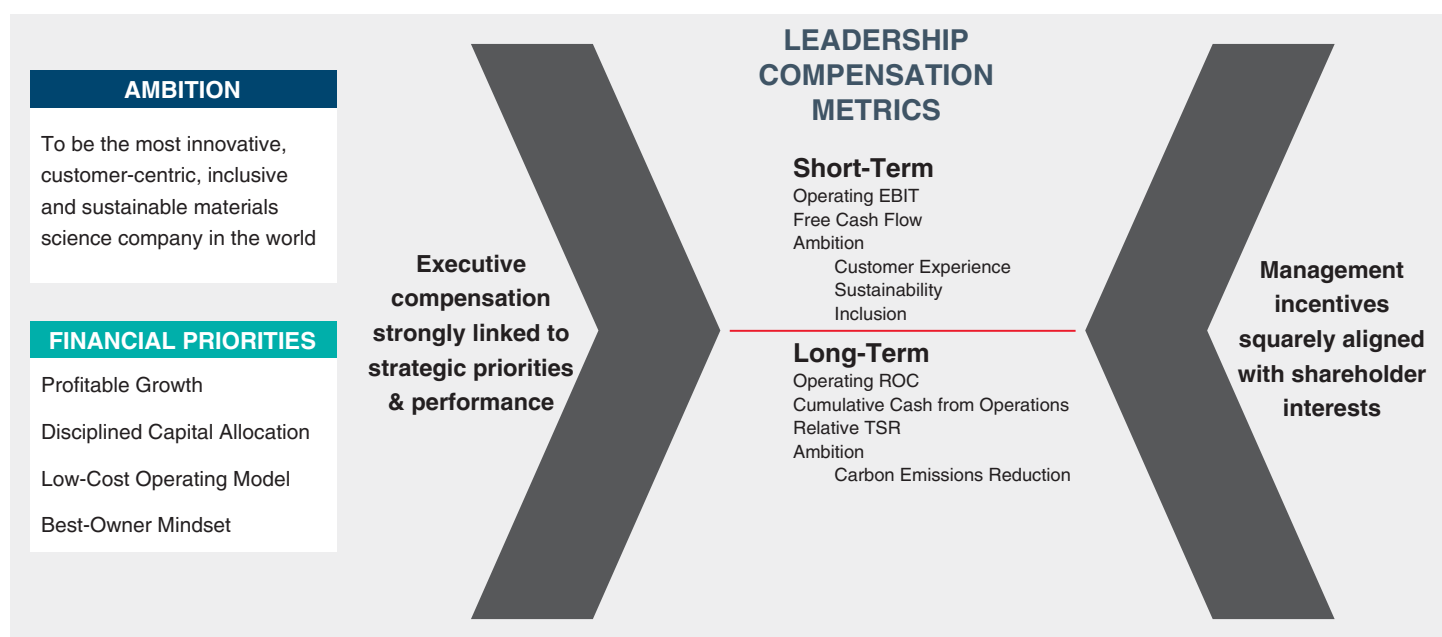 AMBITION
To be the most innovative,
customer-centric, inclusive
and sustainable materials
science company in the world
FINANCIAL PRIORITIES
Profitable Growth
Disciplined Capital Allocation
Low-Cost Operating Model
Best-Owner Mindset
Executive
compensation
strongly linked to
strategic priorities
& performance
LEADERSHIP
COMPENSATION
METRICS
Short-Term
Operating EBIT
Free Cash Flow
Ambition
Customer Experience
Sustainability
Inclusion
Long-Term
Operating ROC
Cumulative Cash from Operations
Relative TSR
Ambition
Carbon Emissions Reduction
Management
incentives
squarely aligned
with shareholder
interests